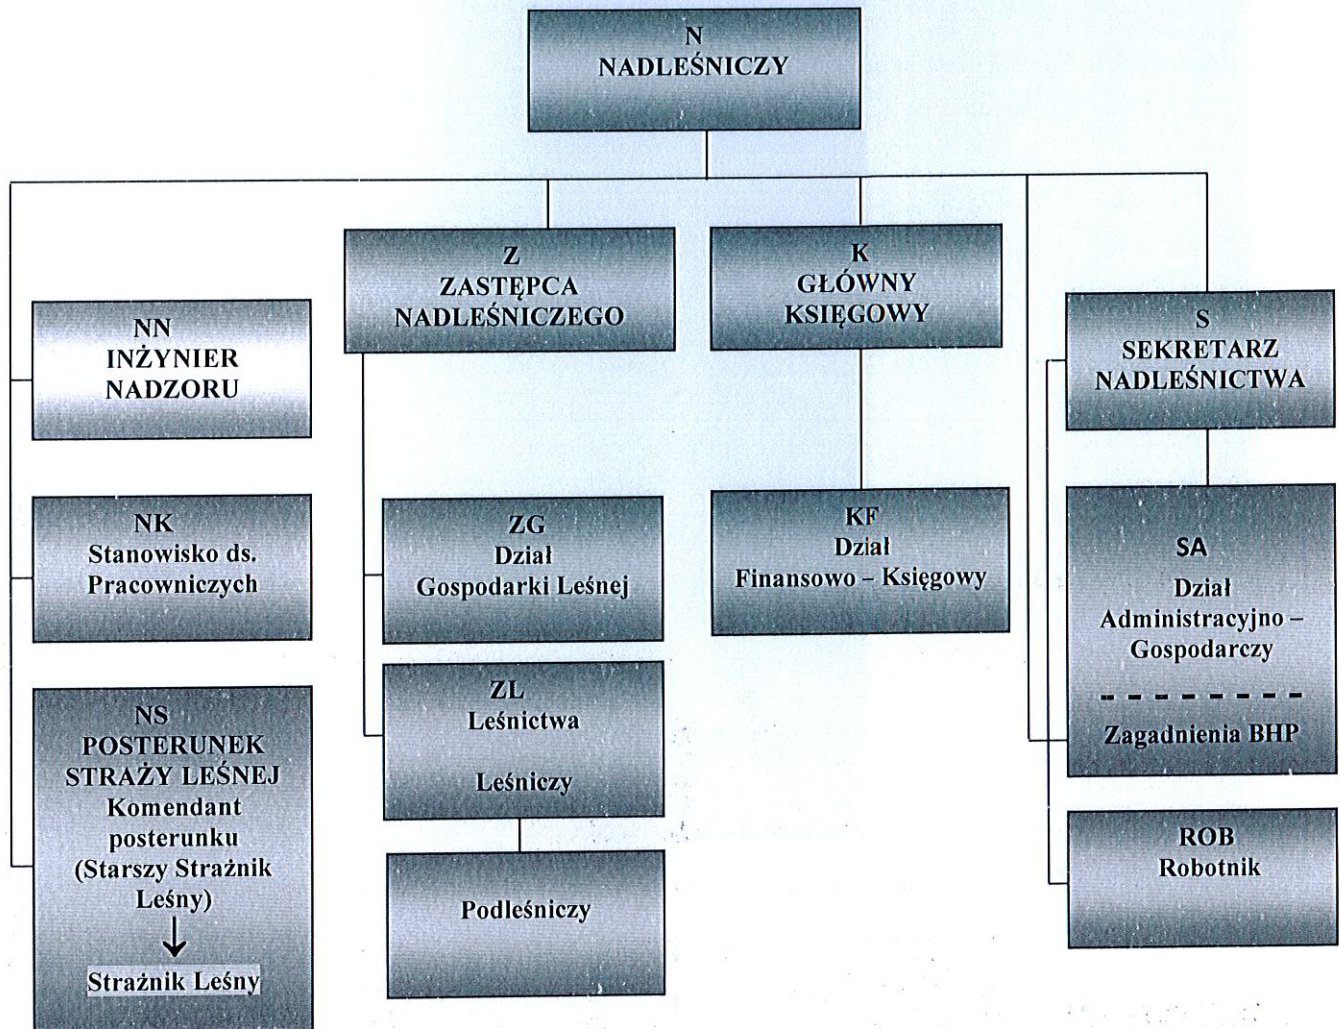 N
NADLEŚNICZY
Z
ZASTĘPCA
NADLEŚNICZEGO
K
GŁÓWNY
KSIĘGOWY
NN
INŻYNIER
NADZORU
S
SEKRETARZ
NADLEŚNICTWA
NK
Stanowisko ds.
Pracowniczych
ZG
Dział
Gospodarki Leśnej
KF
Dział
Finansowo – Księgowy
SA
Dział
Administracyjno –
Gospodarczy
- - - - - - - -
Zagadnienia BHP
NS
POSTERUNEK
STRAŻY LEŚNEJ
Komendant
posterunku
(Starszy Strażnik
Leśny)
↓
Strażnik Leśny
ZL
Leśnictwa
Leśniczy
Podleśniczy
ROB
Robotnik